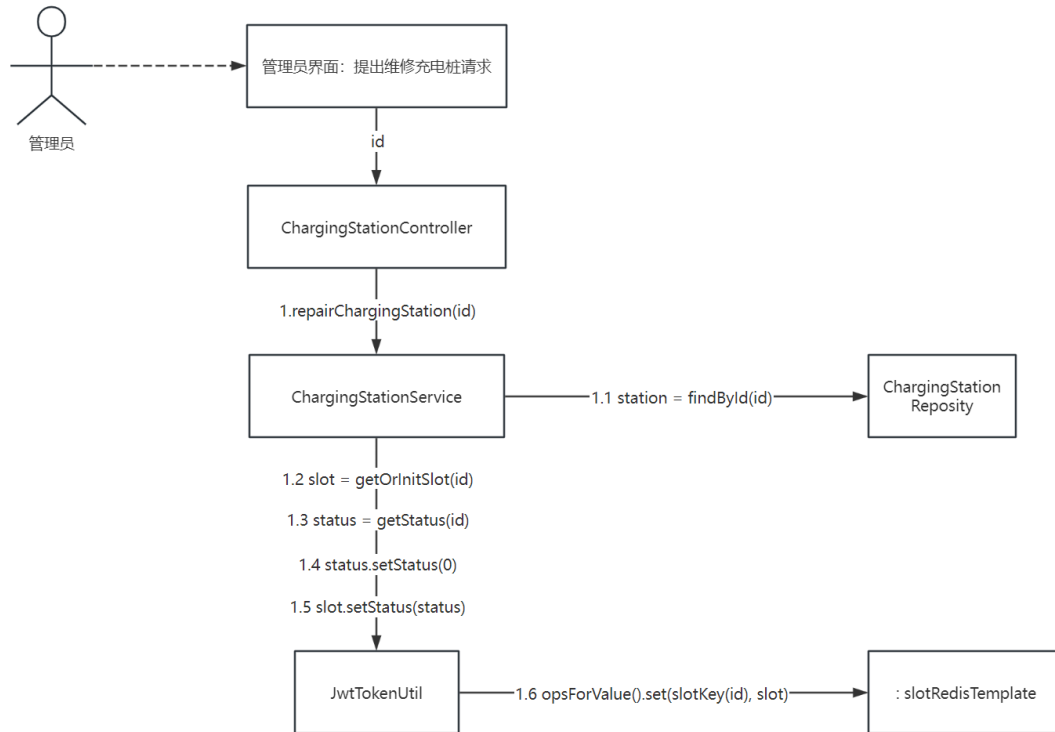 管理员界面：提出维修充电桩请求
管理员
id
ChargingStationController
1.repairChargingStation(id)
ChargingStationService
1.1 station = findById(id)
ChargingStation
Reposity
1.2 slot = getOrInitSlot(id)
1.3 status = getStatus(id)
1.4 status.setStatus(0)
1.5 slot.setStatus(status)
JwtTokenUtil
1.6 opsForValue().set(slotKey(id), slot)
: slotRedisTemplate